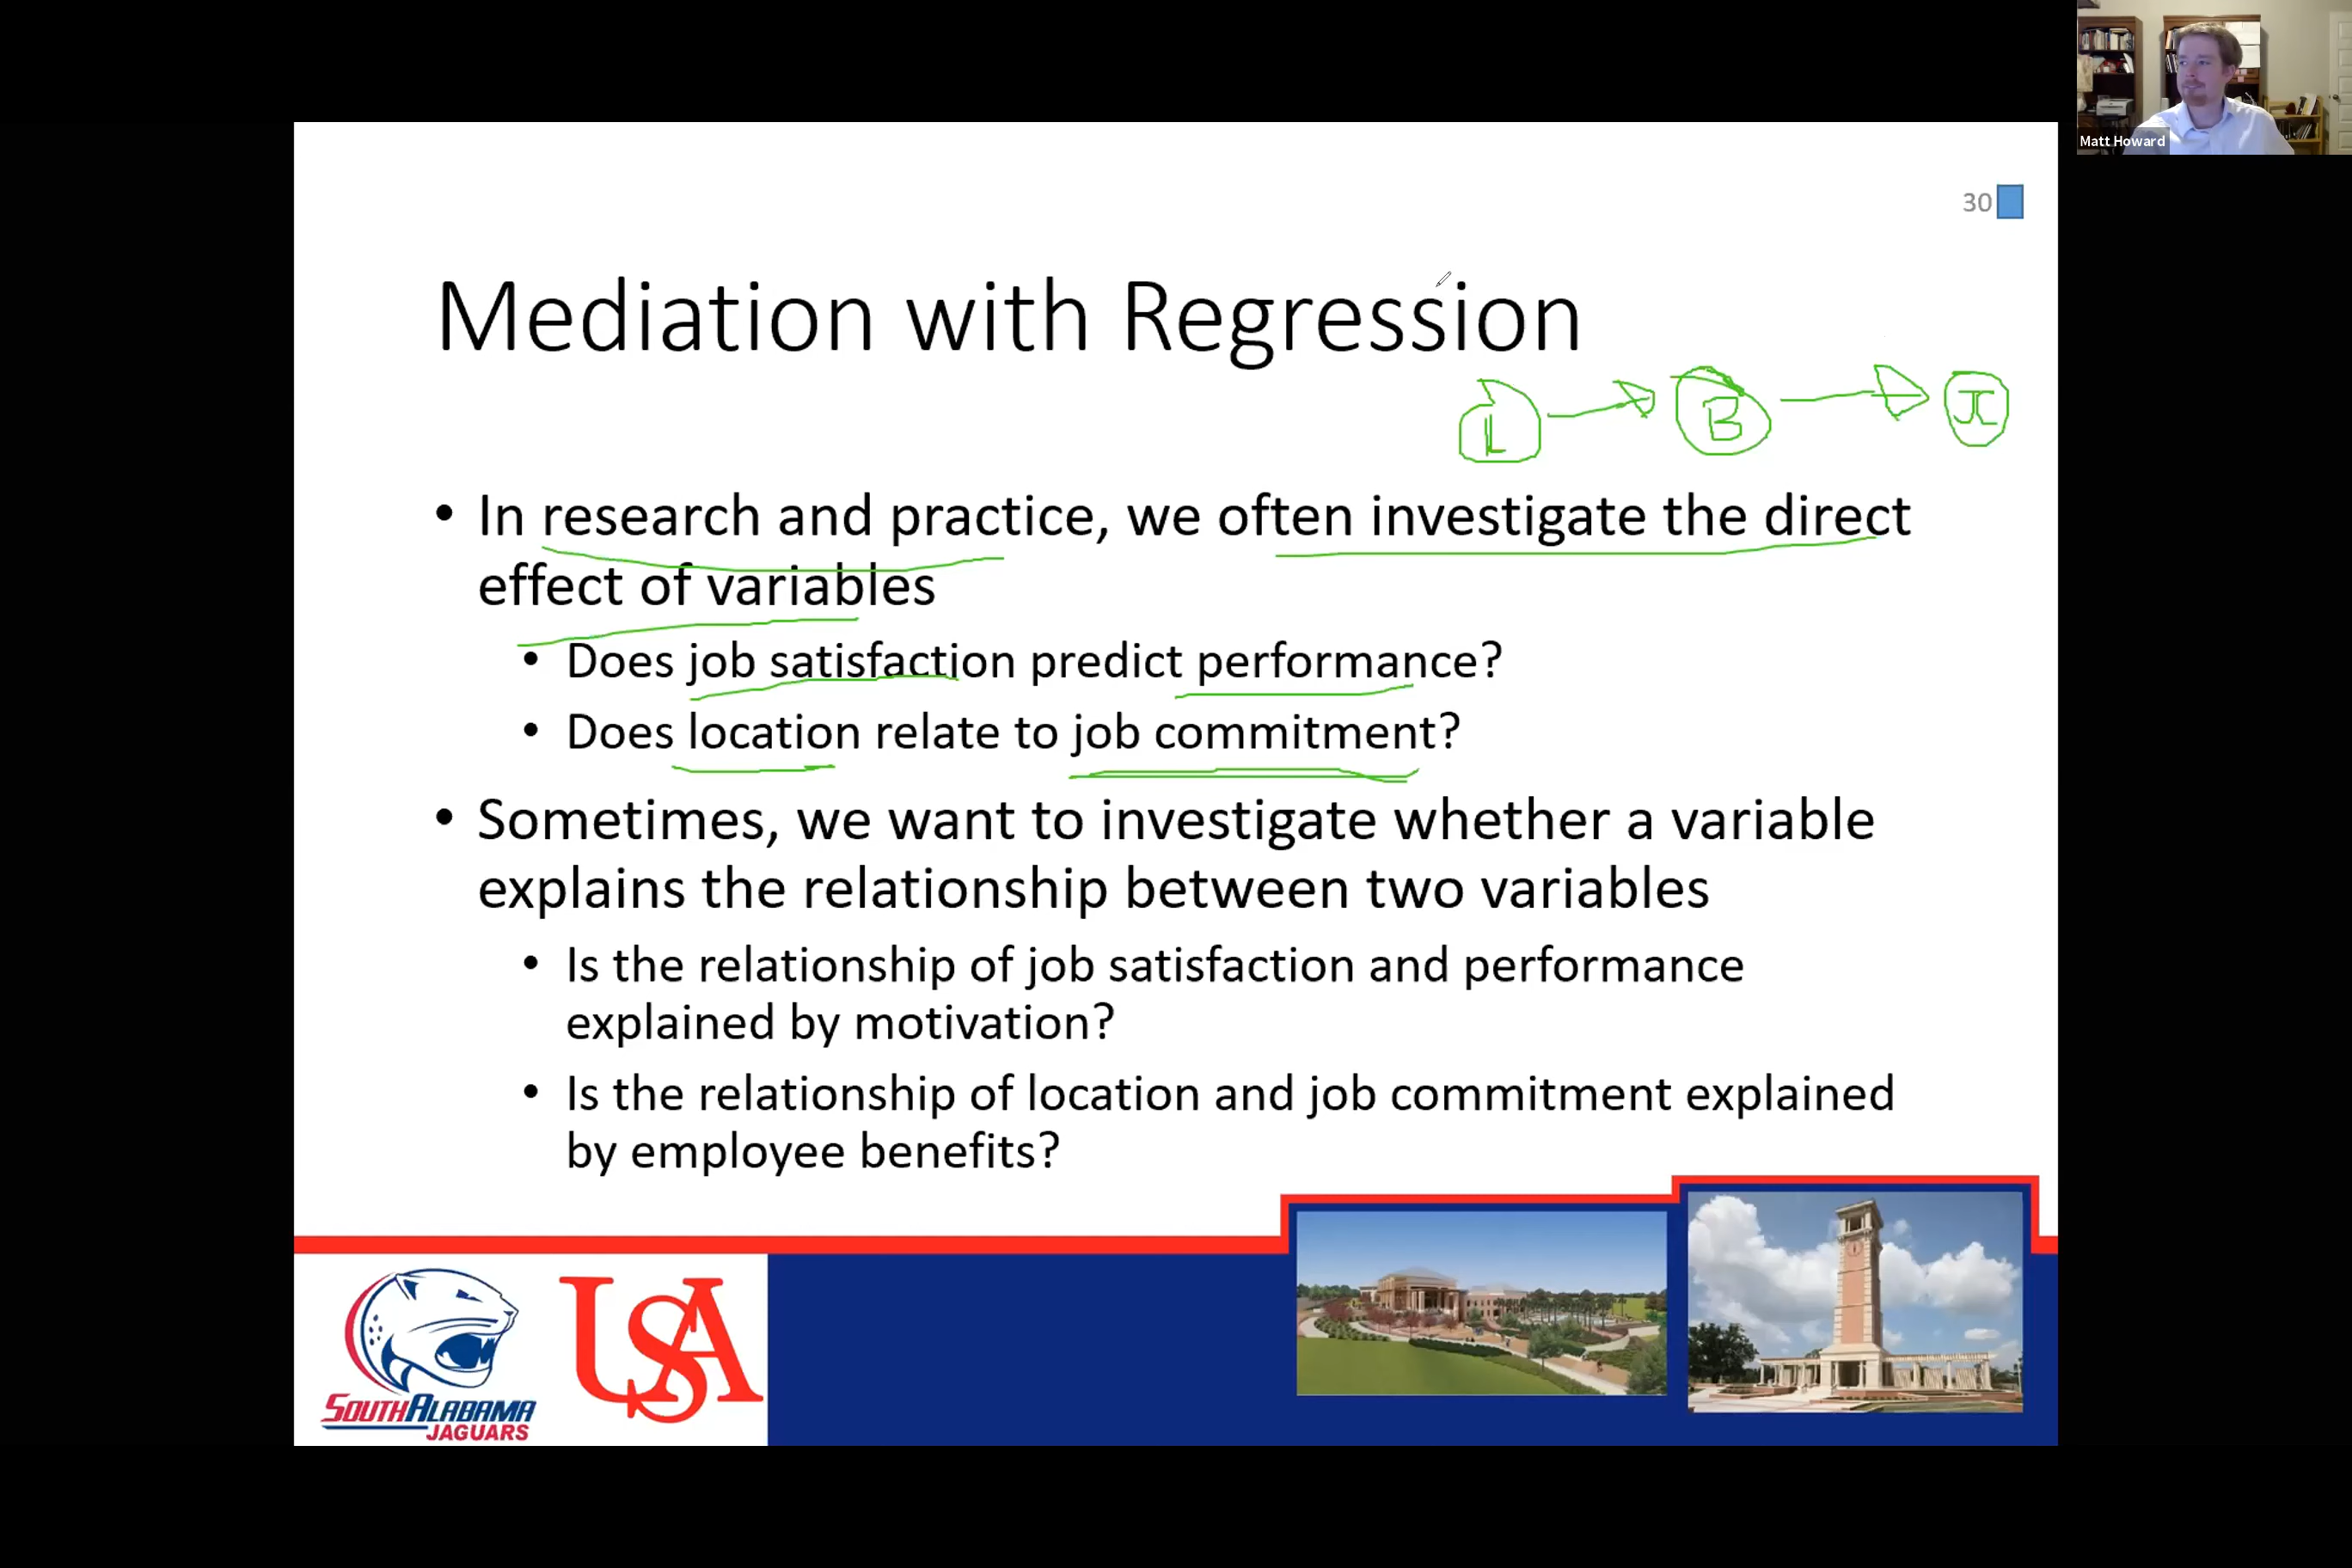 Matt Howard
30
Mediation with Regression
L B JC
• In research and practice, we often investigate the direct
effect of variables
• Does job satisfaction predict performance?
• Does location relate to job commitment?
• Sometimes, we want to investigate whether a variable
explains the relationship between two variables
• Is the relationship of job satisfaction and performance
explained by motivation?
• Is the relationship of location and job commitment explained
by employee benefits?
SOUTH ALABAMA
JAGUARS
USA